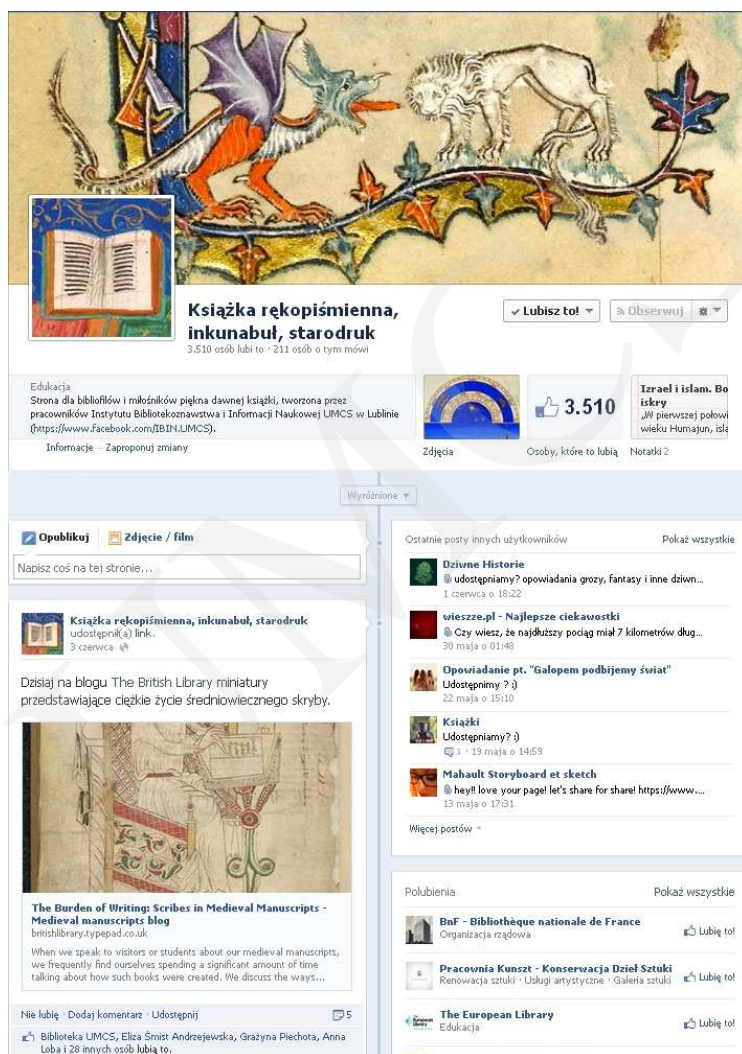 Książka rękopiśmienna,
inkunabuł, starodruk
3.510 osób lubi to · 211 osób o tym mówi
Lubisz to!
Obserwuj
Edukacja
Strona dla bibliofilów i miłośników piękna dawnej książki, tworzona przez
pracowników Instytutu Bibliotekoznawstwa i Informacji Naukowej UMCS w Lublinie
(https://www.facebook.com/IBIN.UMCS).
Informacje - Zaproponuj zmiany
Zdjęcia
3.510
Osoby, które to lubią
Izrael i islam. Bo
iskry
„W pierwszej połowi
wieku Humajun, isla
Notatki 2
Wyróżnione
Opublikuj
Zdjęcie / film
Napisz coś na tej stronie...
Książka rękopiśmienna, inkunabuł, starodruk
udostępnił(a) link.
3 czerwca
Dzisiaj na blogu The British Library miniatury
przedstawiające ciężkie życie średniowiecznego skryby.
The Burden of Writing: Scribes in Medieval Manuscripts -
Medieval manuscripts blog
britishlibrary.typepad.co.uk
When we speak to visitors or students about our medieval manuscripts,
we frequently find ourselves spending a significant amount of time
talking about how such books were created. We discuss the ways...
Nie lubię · Dodaj komentarz · Udostępnij
5
Biblioteka UMCS, Eliza Śmist Andrzejewska, Grażyna Piechota, Anna
Loba i 28 innych osób lubią to.
Ostatnie posty innych użytkowników
Pokaż wszystkie
Dziwne Historie
udostępniamy? opowiadania grozy, fantasy i inne dziwn...
1 czerwca o 18:22
wieszze.pl - Najlepsze ciekawostki
Czy wiesz, że najdłuższy pociąg miał 7 kilometrów dług...
30 maja o 01:48
Opowiadanie pt. "Galopem podbijemy świat"
Udostępnimy ? :)
22 maja o 15:10
Książki
Udostępniamy? :)
3 · 19 maja o 14:59
Mahault Storyboard et sketch
hey!! love your page! let's share for share! https://www....
13 maja o 17:31
Więcej postów
Polubienia
Pokaż wszystkie
BnF - Bibliothèque nationale de France
Organizacja rządowa
Lubię to!
Pracownia Kunszt - Konserwacja Dzieł Sztuki
Renowacja sztuki · Usługi artystyczne · Galeria sztuki
Lubię to!
The European Library
Edukacja
Lubię to!
UMCS